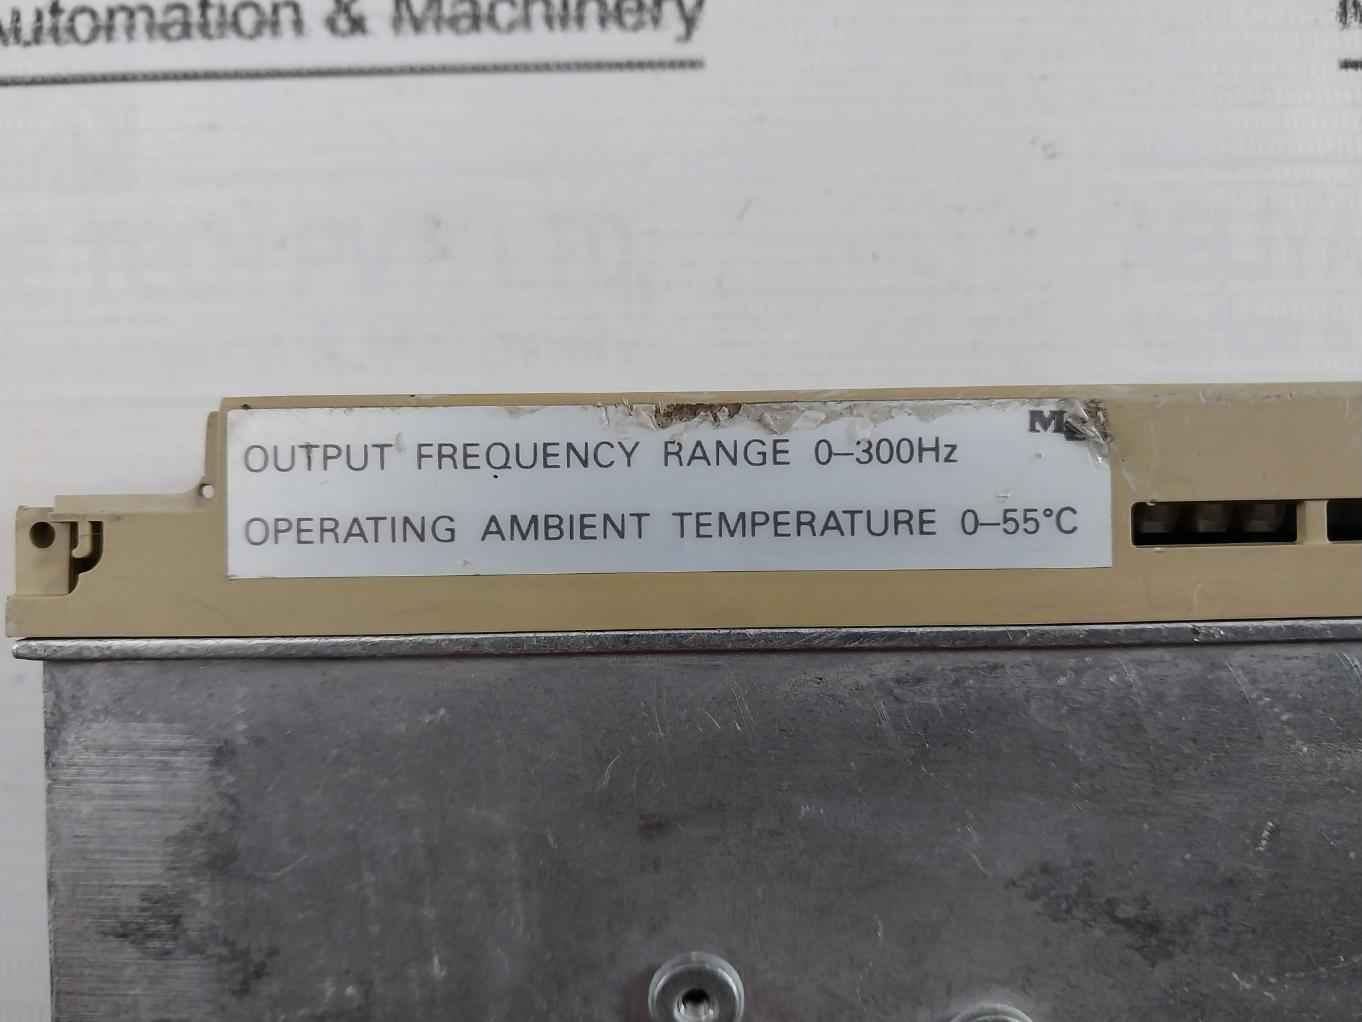 Automation & Machinery
OUTPUT FREQUENCY RANGE 0–300Hz
OPERATING AMBIENT TEMPERATURE 0–55°C